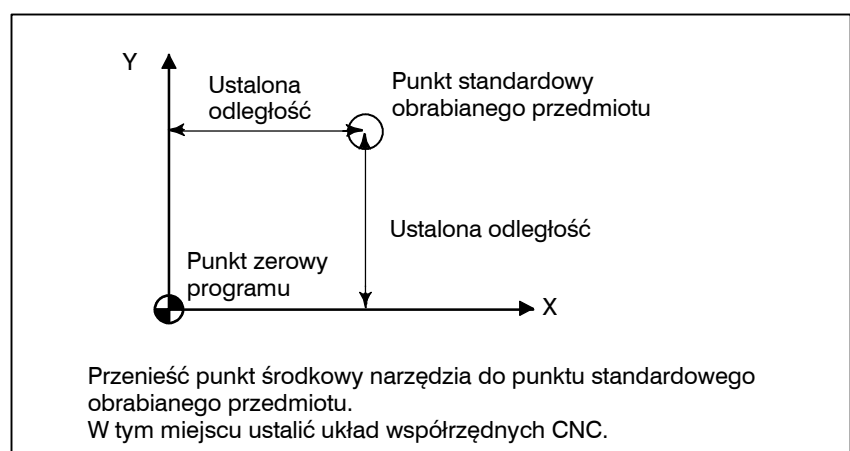 Y
Ustalona
odległość
Punkt standardowy
obrabianego przedmiotu
Ustalona odległość
Punkt zerowy
programu
X
Przenieść punkt środkowy narzędzia do punktu standardowego
obrabianego przedmiotu.
W tym miejscu ustalić układ współrzędnych CNC.